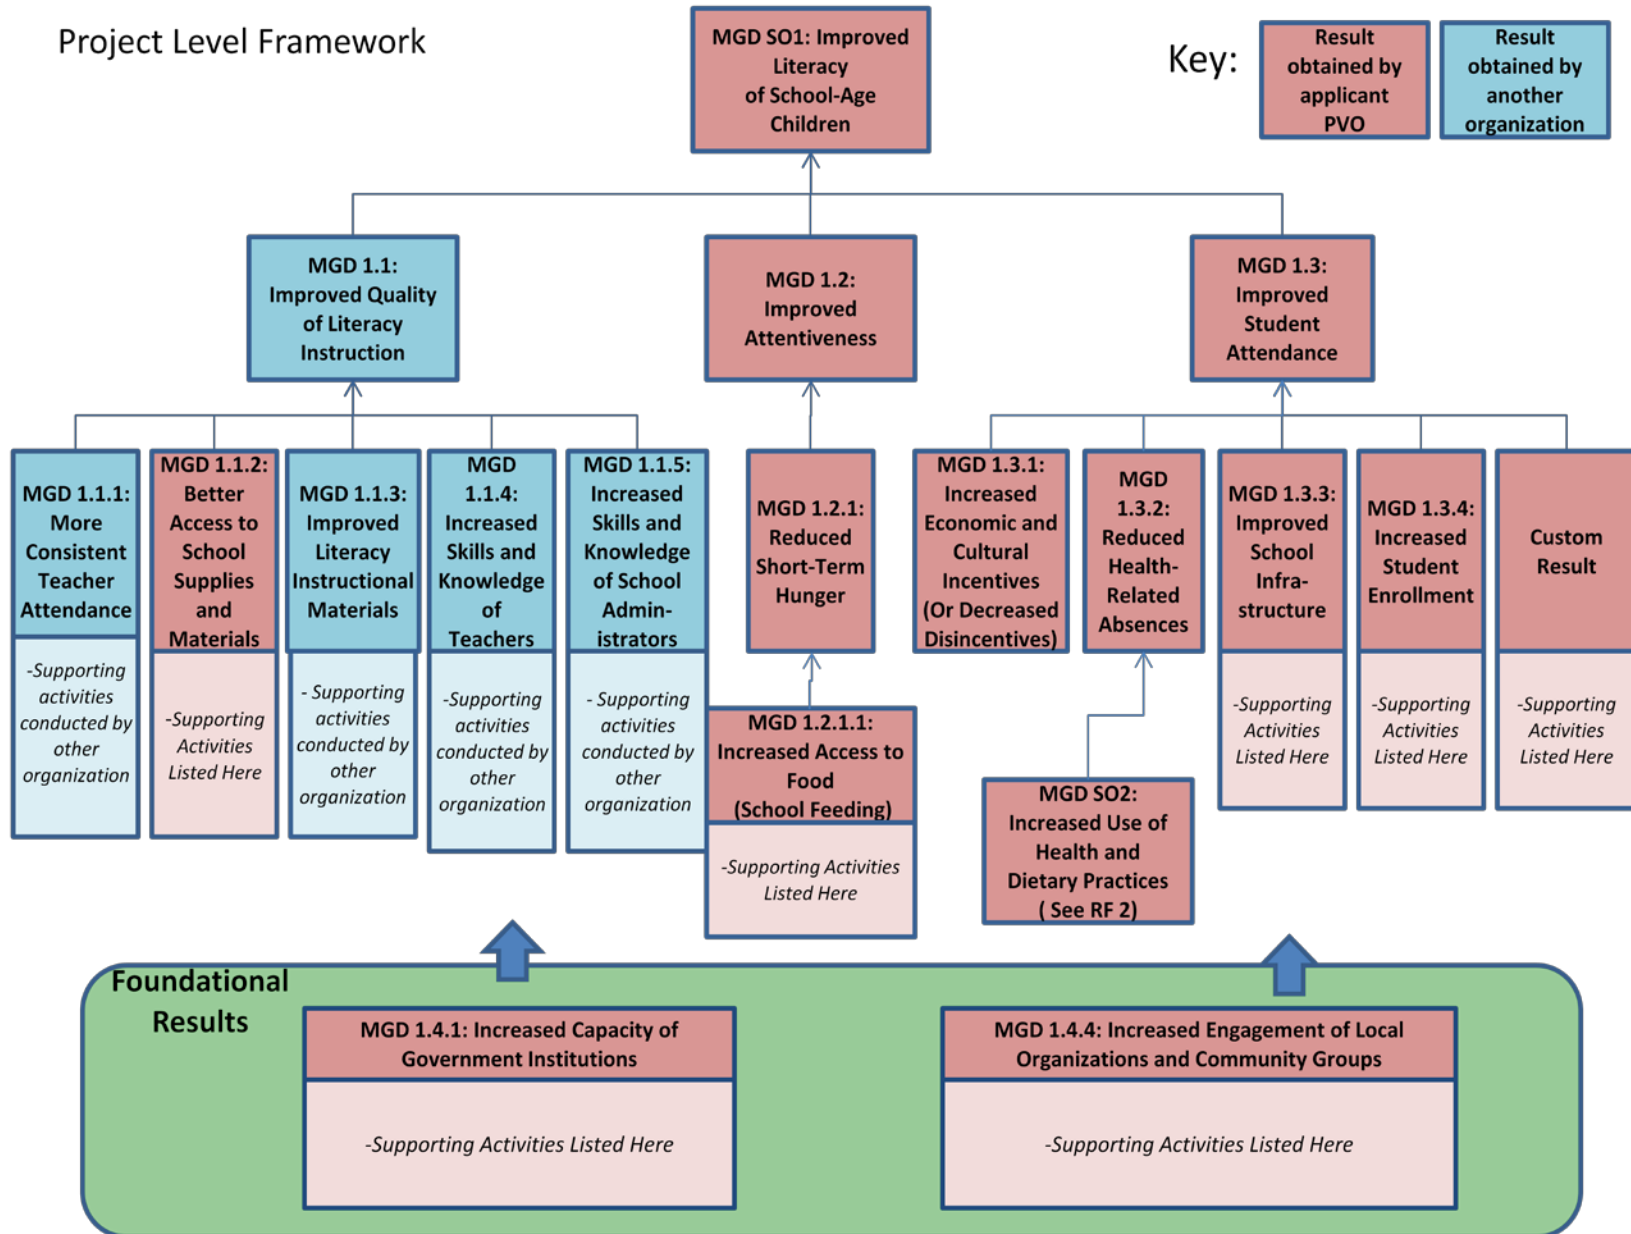 Project Level Framework
MGD SO1: Improved
Literacy
of School-Age
Children
Key:
Result
obtained by
applicant
PVO
Result
obtained by
another
organization
MGD 1.1:
Improved Quality
of Literacy
Instruction
MGD 1.2:
Improved
Attentiveness
MGD 1.3:
Improved
Student
Attendance
MGD 1.1.1:
More
Consistent
Teacher
Attendance
-Supporting
activities
conducted by
other
organization
MGD 1.1.2:
Better
Access to
School
Supplies
and
Materials
-Supporting
Activities
Listed Here
MGD 1.1.3:
Improved
Literacy
Instructional
Materials
- Supporting
activities
conducted by
other
organization
MGD
1.1.4:
Increased
Skills and
Knowledge
of
Teachers
-Supporting
activities
conducted by
other
organization
MGD 1.1.5:
Increased
Skills and
Knowledge
of School
Admin-
istrators
-Supporting
activities
conducted by
other
organization
MGD 1.2.1:
Reduced
Short-Term
Hunger
MGD 1.2.1.1:
Increased Access to
Food
(School Feeding)
-Supporting Activities
Listed Here
MGD 1.3.1:
Increased
Economic and
Cultural
Incentives
(Or Decreased
Disincentives)
MGD
1.3.2:
Reduced
Health-
Related
Absences
MGD SO2:
Increased Use of
Health and
Dietary Practices
( See RF 2)
MGD 1.3.3:
Improved
School
Infra-
structure
-Supporting
Activities
Listed Here
MGD 1.3.4:
Increased
Student
Enrollment
-Supporting
Activities
Listed Here
Custom
Result
-Supporting
Activities
Listed Here
Foundational
Results
MGD 1.4.1: Increased Capacity of
Government Institutions
-Supporting Activities Listed Here
MGD 1.4.4: Increased Engagement of Local
Organizations and Community Groups
-Supporting Activities Listed Here